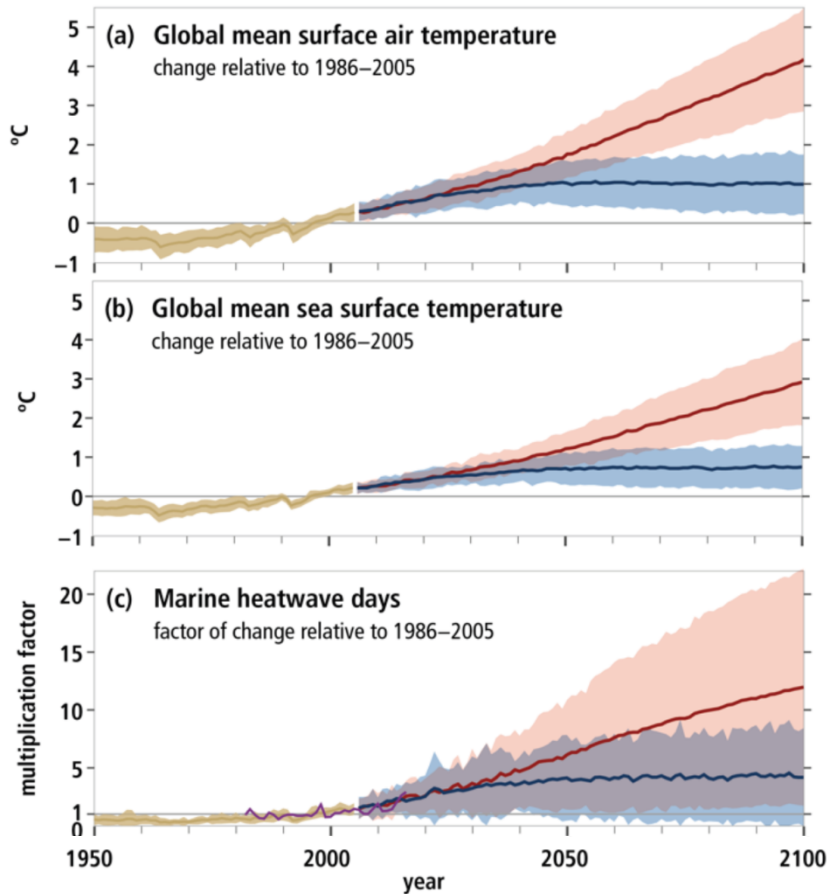 (a) Global mean surface air temperature
change relative to 1986–2005
5
4
3
2
1
0
−1
ºC
(b) Global mean sea surface temperature
change relative to 1986–2005
5
4
3
2
1
0
−1
ºC
(c) Marine heatwave days
factor of change relative to 1986–2005
20
15
10
5
1
0
multiplication factor
1950 2000 2050 2100
year